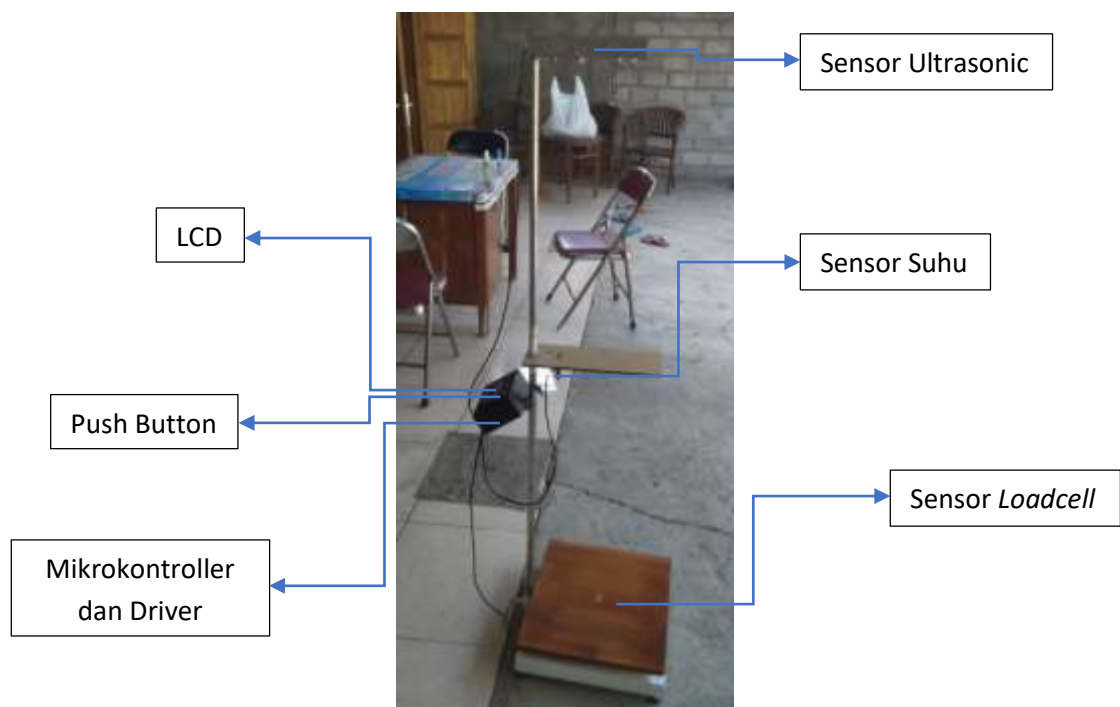 Sensor Ultrasonic
LCD
Sensor Suhu
Push Button
Sensor Loadcell
Mikrokontroller
dan Driver